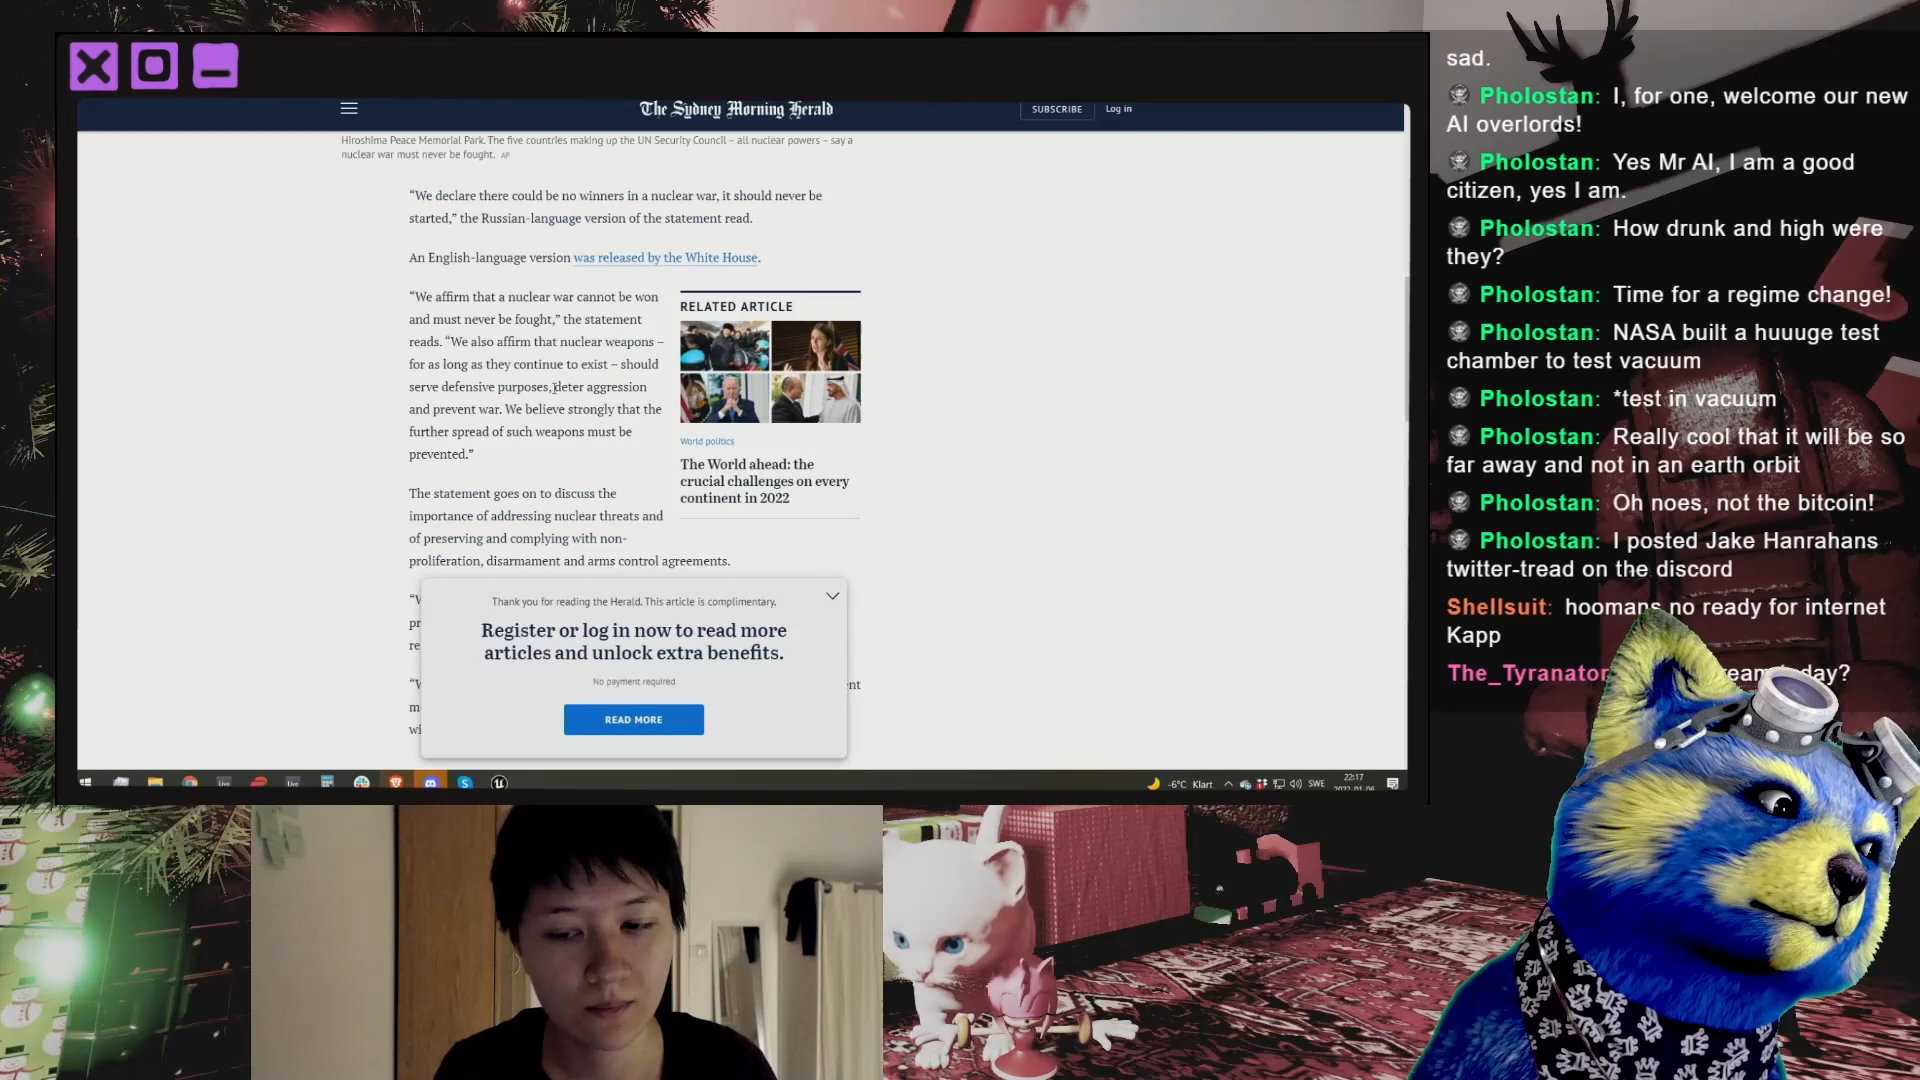 The Sydney Morning Herald
SUBSCRIBE
Log in
Hiroshima Peace Memorial Park. The five countries making up the UN Security Council – all nuclear powers – say a
nuclear war must never be fought. AP
“We declare there could be no winners in a nuclear war, it should never be
started,” the Russian-language version of the statement read.
An English-language version was released by the White House.
“We affirm that a nuclear war cannot be won
and must never be fought,” the statement
reads. “We also affirm that nuclear weapons –
for as long as they continue to exist – should
serve defensive purposes, deter aggression
and prevent war. We believe strongly that the
further spread of such weapons must be
prevented.”
RELATED ARTICLE
World politics
The World ahead: the
crucial challenges on every
continent in 2022
The statement goes on to discuss the
importance of addressing nuclear threats and
of preserving and complying with non-
proliferation, disarmament and arms control agreements.
Thank you for reading the Herald. This article is complimentary.
Register or log in now to read more
articles and unlock extra benefits.
No payment required
READ MORE
-6°C Klart
SWE
22:17
2022-01-06
sad.
Pholostan: I, for one, welcome our new
AI overlords!
Pholostan: Yes Mr AI, I am a good
citizen, yes I am.
Pholostan: How drunk and high were
they?
Pholostan: Time for a regime change!
Pholostan: NASA built a huuuge test
chamber to test vacuum
Pholostan: *test in vacuum
Pholostan: Really cool that it will be so
far away and not in an earth orbit
Pholostan: Oh noes, not the bitcoin!
Pholostan: I posted Jake Hanrahans
twitter-tread on the discord
Shellsuit: hoomans no ready for internet
Kapp
The_Tyranator